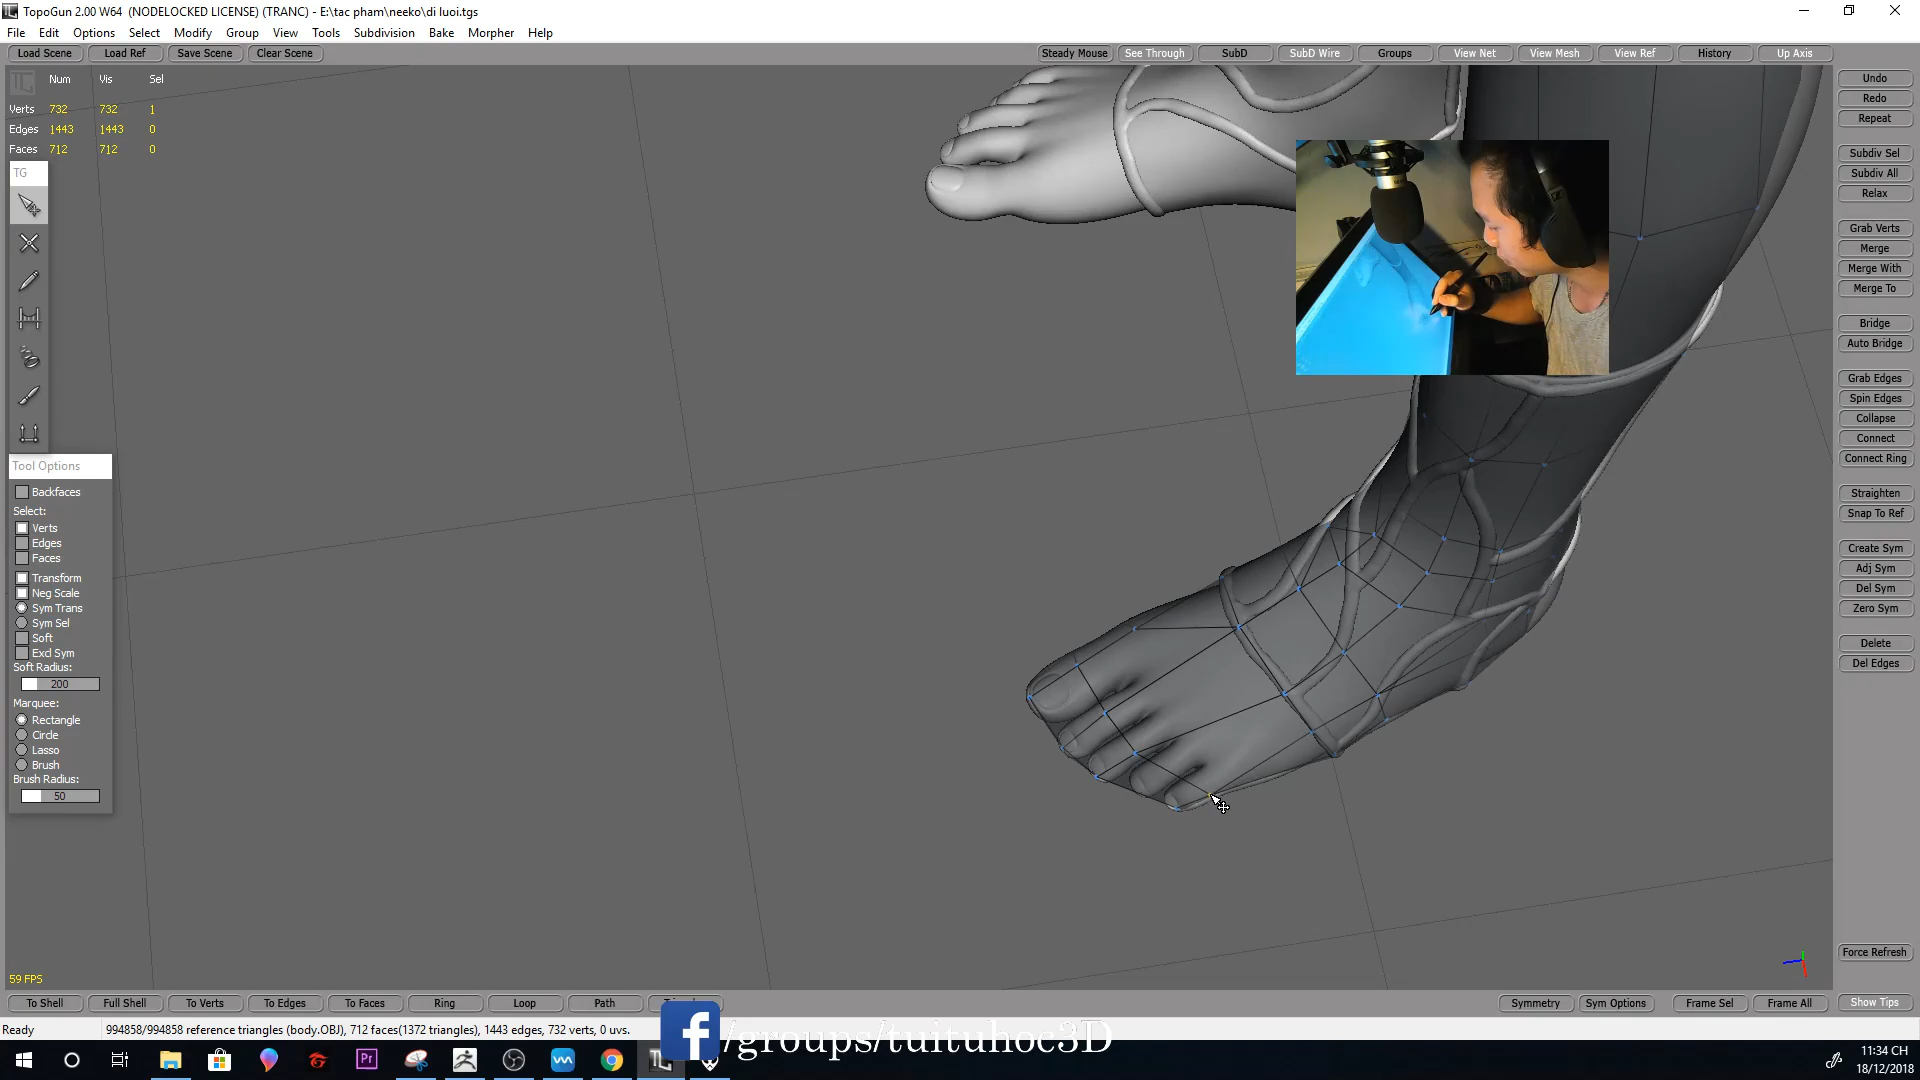 TopoGun 2.00 W64 (NODELOCKED LICENSE) (TRANC) - E:\tac pham\neeko\di luoi.tgs
File Edit Options Select Modify Group View Tools Subdivision Bake Morpher Help
Load Scene Load Ref Save Scene Clear Scene Steady Mouse See Through SubD SubD Wire Groups View Net View Mesh View Ref History Up Axis
Num Vis Sel
Verts 732 732 1
Edges 1443 1443 0
Faces 712 712 0
TG
Tool Options
Backfaces
Select:
Verts
Edges
Faces
Transform
Neg Scale
Sym Trans
Sym Sel
Soft
Excl Sym
Soft Radius:
200
Marquee:
Rectangle
Circle
Lasso
Brush
Brush Radius:
50
59 FPS
Undo
Redo
Repeat
Subdiv Sel
Subdiv All
Relax
Grab Verts
Merge
Merge With
Merge To
Bridge
Auto Bridge
Grab Edges
Spin Edges
Collapse
Connect
Connect Ring
Straighten
Snap To Ref
Create Sym
Adj Sym
Del Sym
Zero Sym
Delete
Del Edges
Force Refresh
To Shell Full Shell To Verts To Edges To Faces Ring Loop Path Symmetry Sym Options Frame Sel Frame All Show Tips
Ready 994858/994858 reference triangles (body.OBJ), 712 faces(1372 triangles), 1443 edges, 732 verts, 0 uvs.
/groups/tuituhoc3D
Pr
11:34 CH
18/12/2018